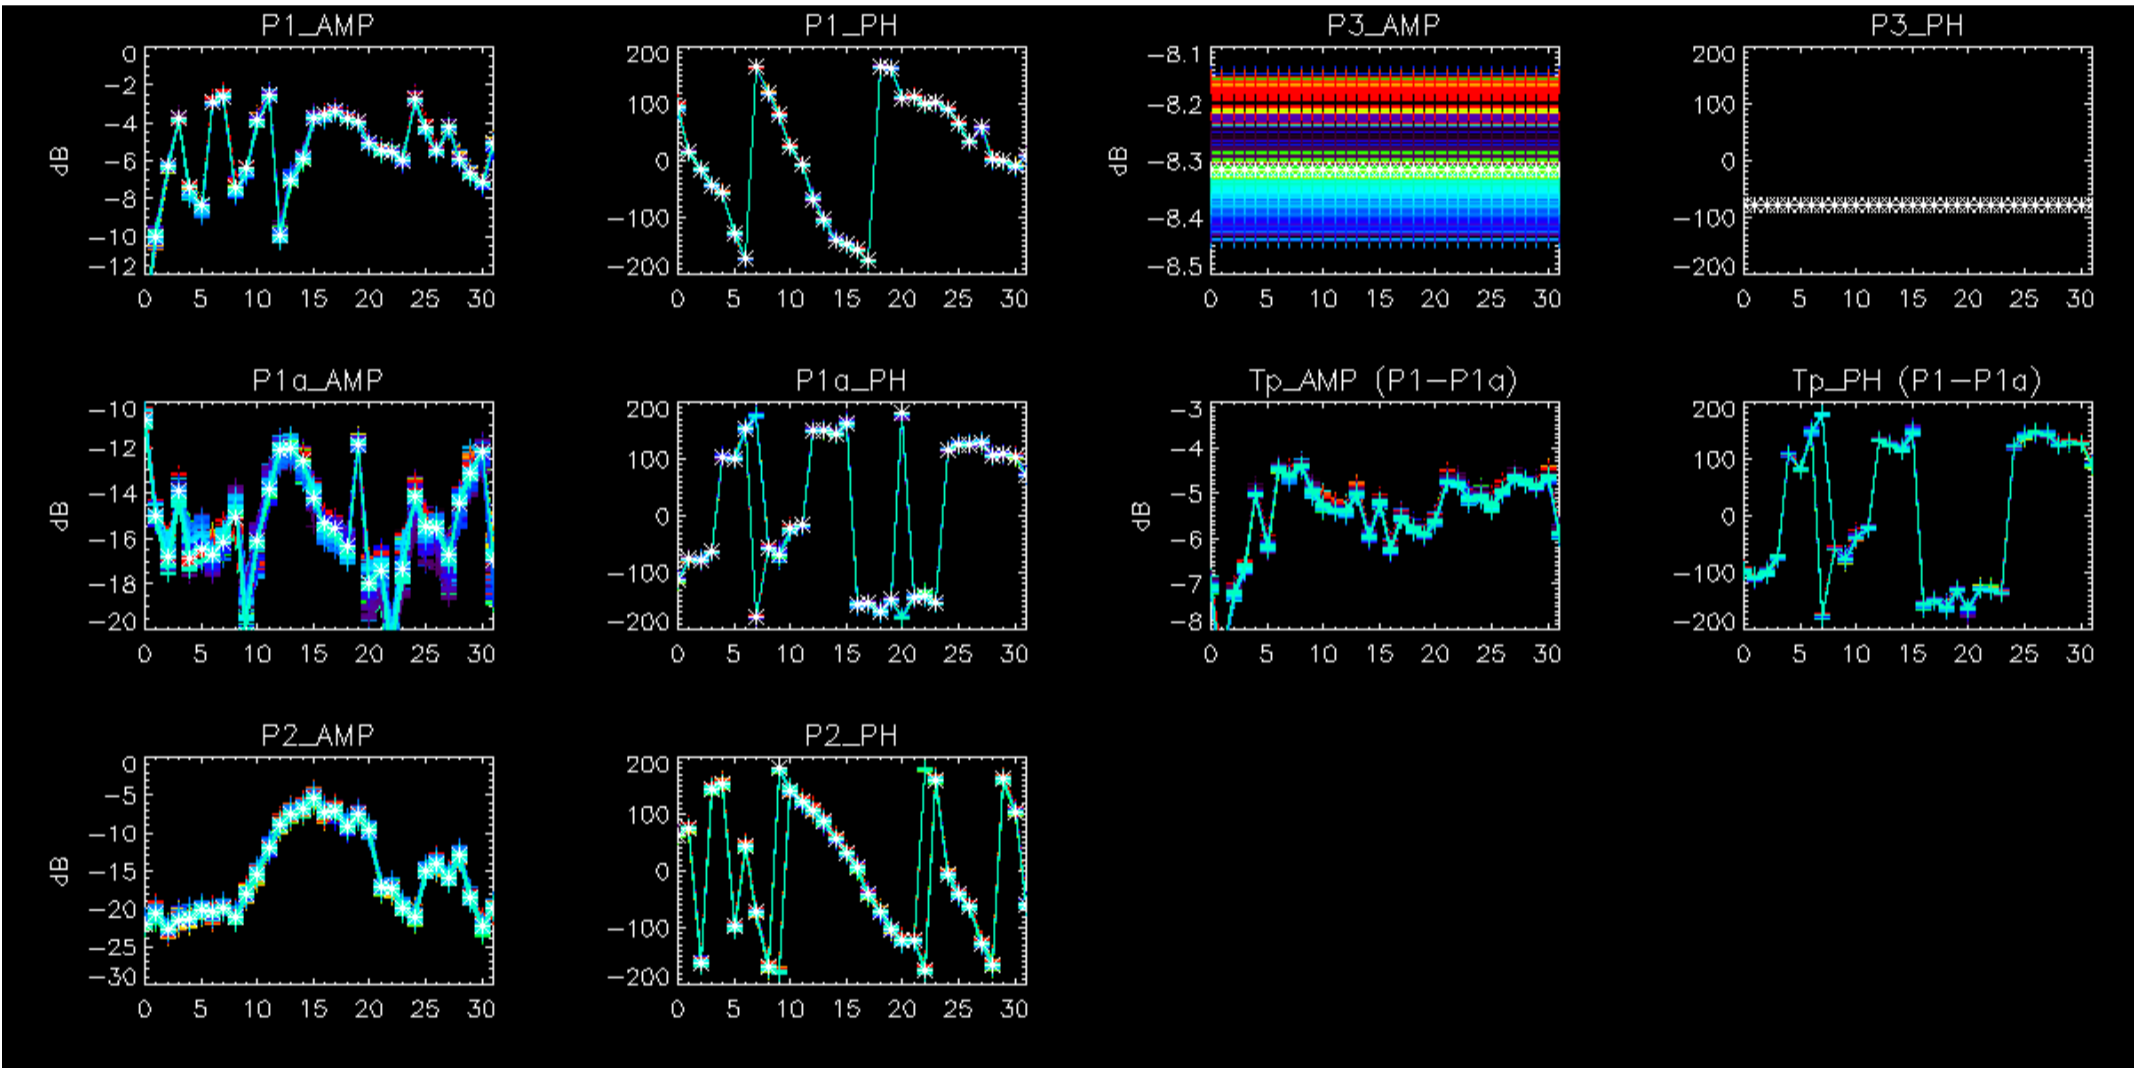 P1_AMP P1_PH P3_AMP P3_PH
0 200 -8.1 200
-2
100 -8.2 100
-4
dB -6 0 dB -8.3 0
-8
-100 -8.4 -100
-10
-12 -200 -8.5 -200
0 5 10 15 20 25 30 0 5 10 15 20 25 30 0 5 10 15 20 25 30 0 5 10 15 20 25 30
P1a_AMP P1a_PH Tp_AMP (P1-P1a) Tp_PH (P1-P1a)
-10 200 -3 200
-12 100 -4 100
-14 -5
dB 0 dB 0
-16 -6
-18 -100 -7 -100
-20 -200 -8 -200
0 5 10 15 20 25 30 0 5 10 15 20 25 30 0 5 10 15 20 25 30 0 5 10 15 20 25 30
P2_AMP P2_PH
0 200
-5
100
-10
dB -15 0
-20
-100
-25
-30 -200
0 5 10 15 20 25 30 0 5 10 15 20 25 30